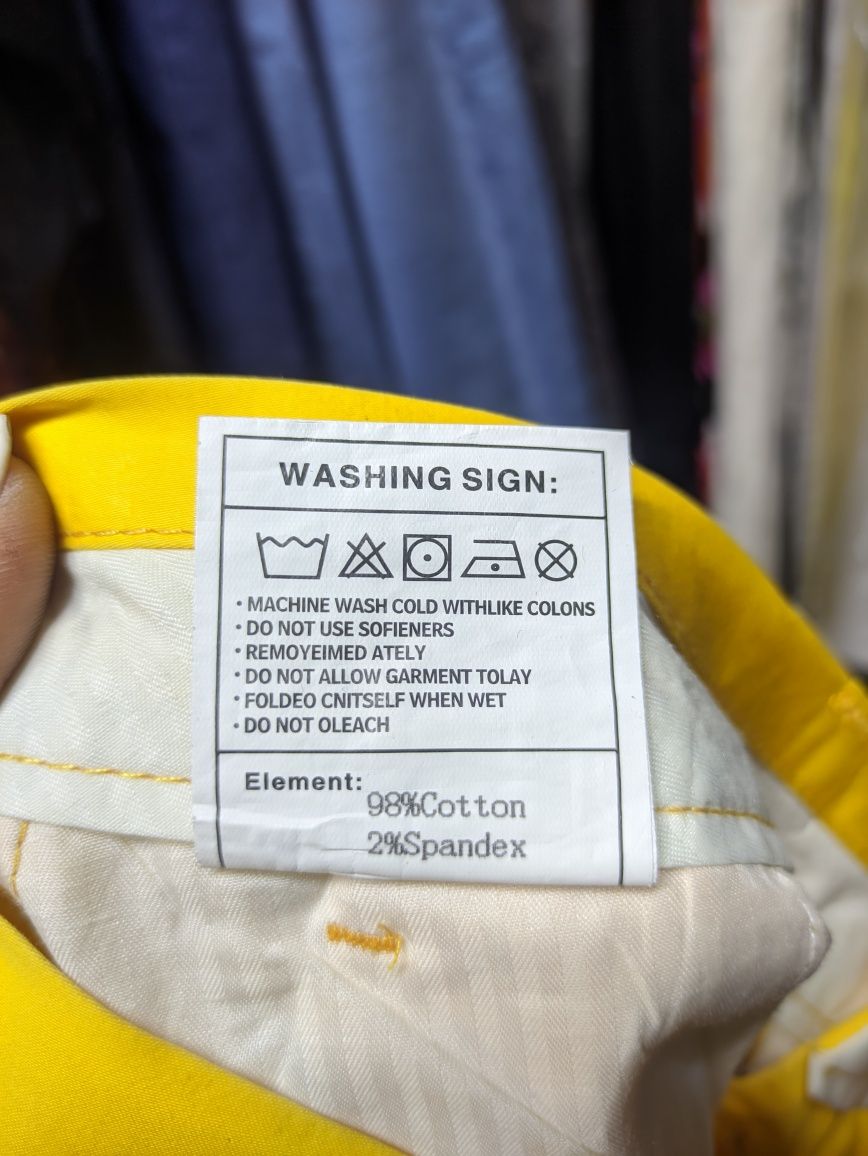 WASHING SIGN:
• MACHINE WASH COLD WITHLIKE COLONS
• DO NOT USE SOFIENERS
• REMOYEIMED ATELY
• DO NOT ALLOW GARMENT TOLAY
• FOLDEO CNITSELF WHEN WET
• DO NOT OLEACH
Element:
98%Cotton
2%Spandex